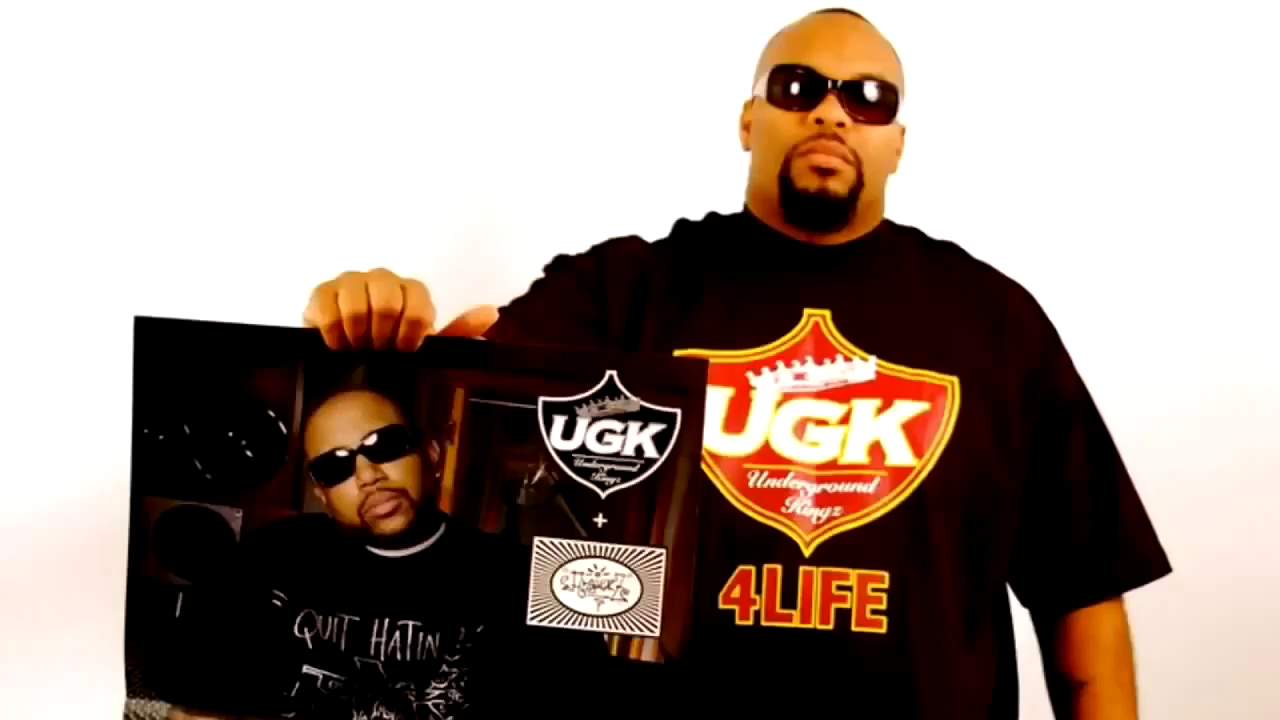 UGK
Underground
Kingz
+
QUIT HATIN
UGK
Underground
Kingz
4LIFE